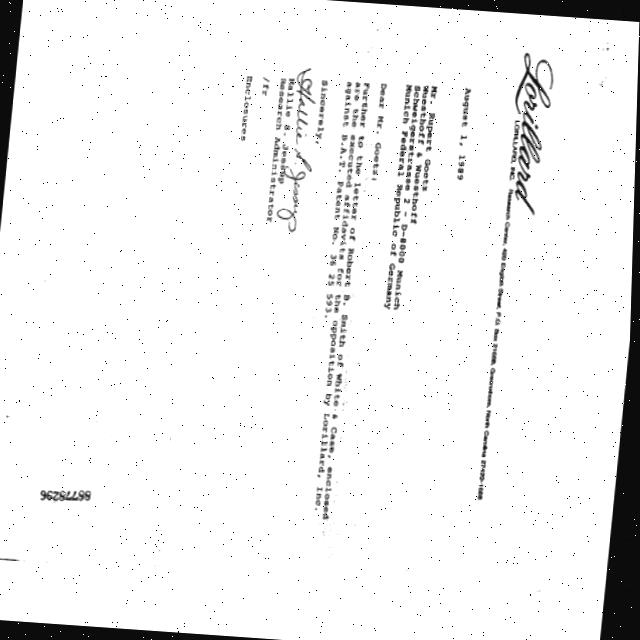 Lorillard
LORILLARD, INC. Research Center, 420 English Street, P.O. Box 21688, Greensboro, North Carolina 27420-1688
August 1, 1989
Mr. Rupert Goetz
Wuesthoff & Wuesthoff
Schweigerstrasse 2 - D-8000 Munich
Munich Federal Republic of Germany
Dear Mr. Goetz:
Further to the letter of Robert B. Smith of White & Case, enclosed
are the executed affidavits for the opposition by Lorillard, Inc.
against B.A.T. Patent No. 36 25 593.
Sincerely,
Hallie S. Jessup
Hallie S. Jessup
Research Administrator
/fr
Enclosures
88778296